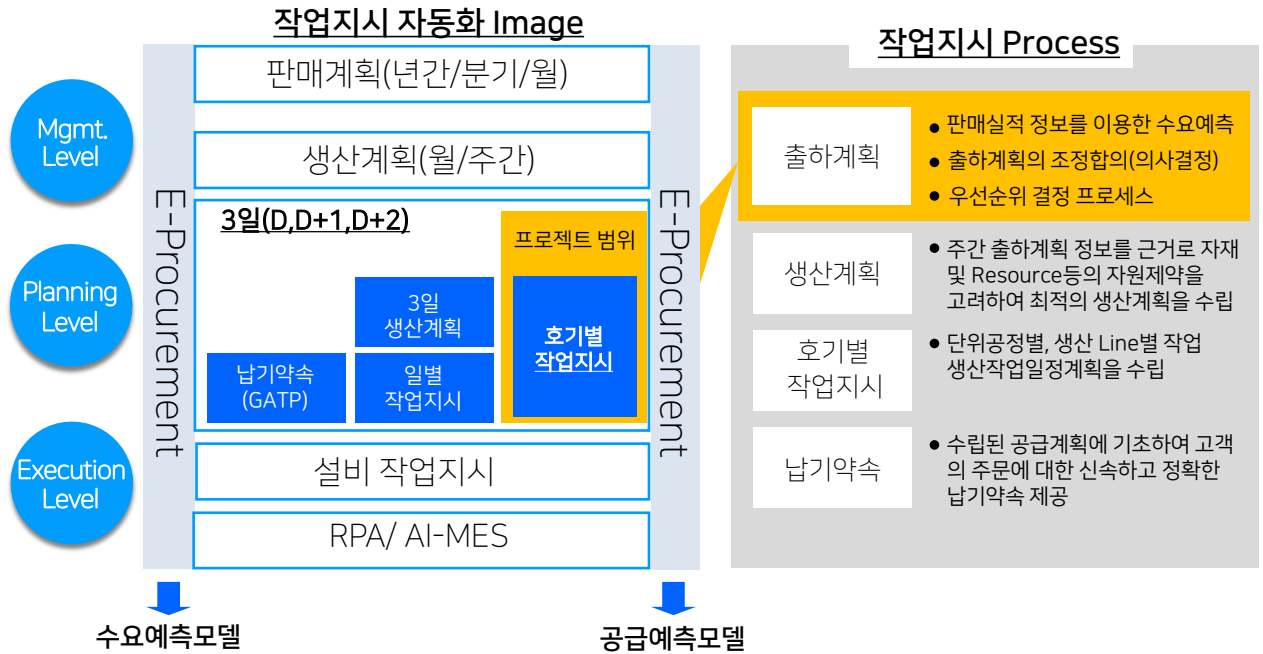 작업지시 자동화 Image
Mgmt.
Level
Planning
Level
Execution
Level
E-Procurement
판매계획(년간/분기/월)
생산계획(월/주간)
3일(D,D+1,D+2)
프로젝트 범위
3일
생산계획
호기별
작업지시
납기약속
(GATP)
일별
작업지시
설비 작업지시
RPA/ AI-MES
E-Procurement
수요예측모델
공급예측모델
작업지시 Process
출하계획
● 판매실적 정보를 이용한 수요예측
● 출하계획의 조정합의(의사결정)
● 우선순위 결정 프로세스
생산계획
● 주간 출하계획 정보를 근거로 자재
및 Resource등의 자원제약을
고려하여 최적의 생산계획을 수립
호기별
작업지시
● 단위공정별, 생산 Line별 작업
생산작업일정계획을 수립
납기약속
● 수립된 공급계획에 기초하여 고객
의 주문에 대한 신속하고 정확한
납기약속 제공